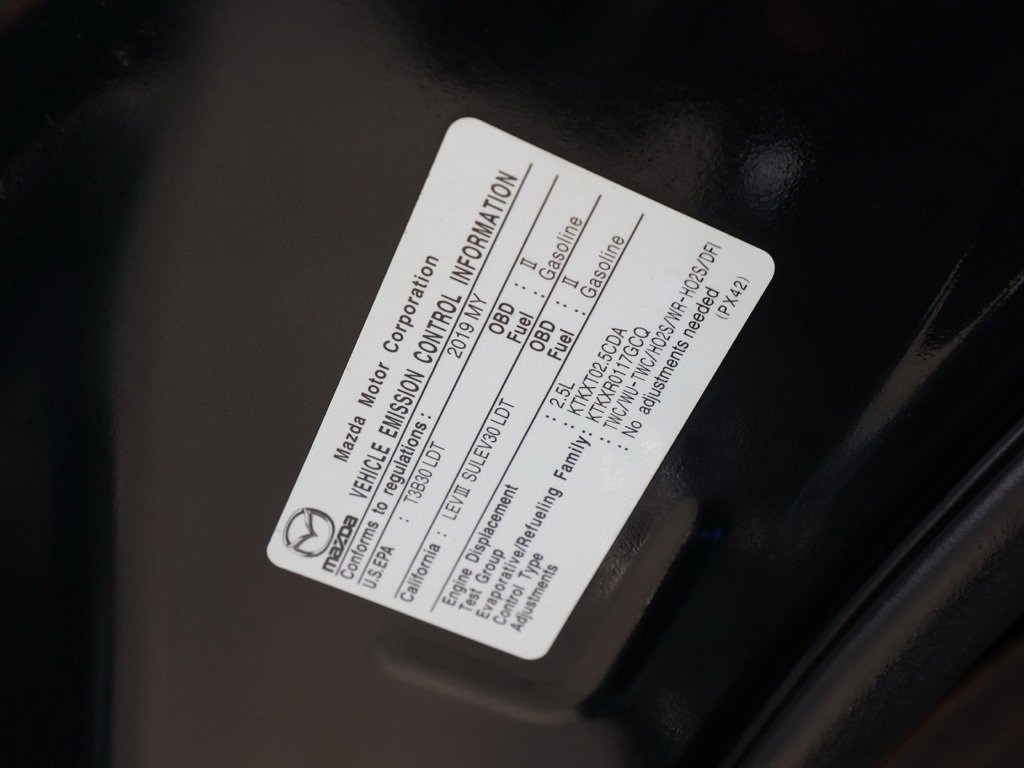 Mazda Motor Corporation
mazda VEHICLE EMISSION CONTROL INFORMATION
Conforms to regulations: 2019 MY
U.S.EPA : T3B30 LDT OBD : II
Fuel : Gasoline
California : LEV III SULEV30 LDT OBD : II
Fuel : Gasoline
Engine Displacement : 2.5L
Test Group : KTKXT02.5CDA
Evaporative/Refueling Family: KTKXR0117GCQ
Control Type : TWC/WU-TWC/HO2S/WR-HO2S/DFI
Adjustments : No adjustments needed
(PX42)